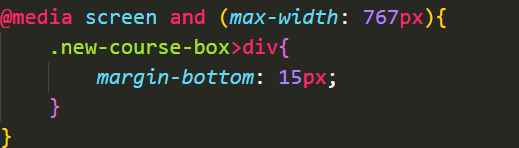 @media screen and (max-width: 767px){
.new-course-box>div{
margin-bottom: 15px;
}
}